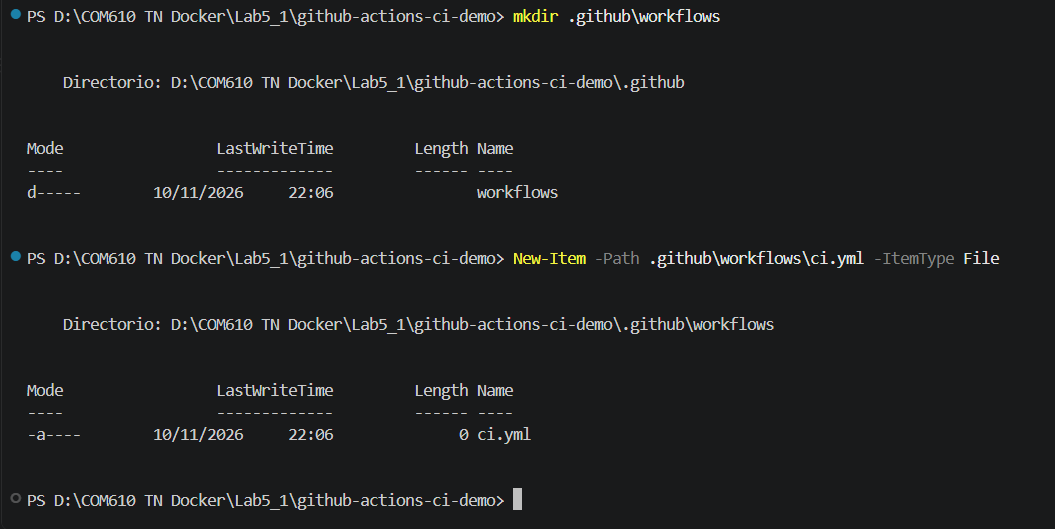 PS D:\COM610 TN Docker\Lab5_1\github-actions-ci-demo> mkdir .github\workflows
Directorio: D:\COM610 TN Docker\Lab5_1\github-actions-ci-demo\.github
Mode                 LastWriteTime         Length Name
----                 -------------         ------ ----
d-----        10/11/2026     22:06                workflows
PS D:\COM610 TN Docker\Lab5_1\github-actions-ci-demo> New-Item -Path .github\workflows\ci.yml -ItemType File
Directorio: D:\COM610 TN Docker\Lab5_1\github-actions-ci-demo\.github\workflows
Mode                 LastWriteTime         Length Name
----                 -------------         ------ ----
-a----        10/11/2026     22:06              0 ci.yml
PS D:\COM610 TN Docker\Lab5_1\github-actions-ci-demo>